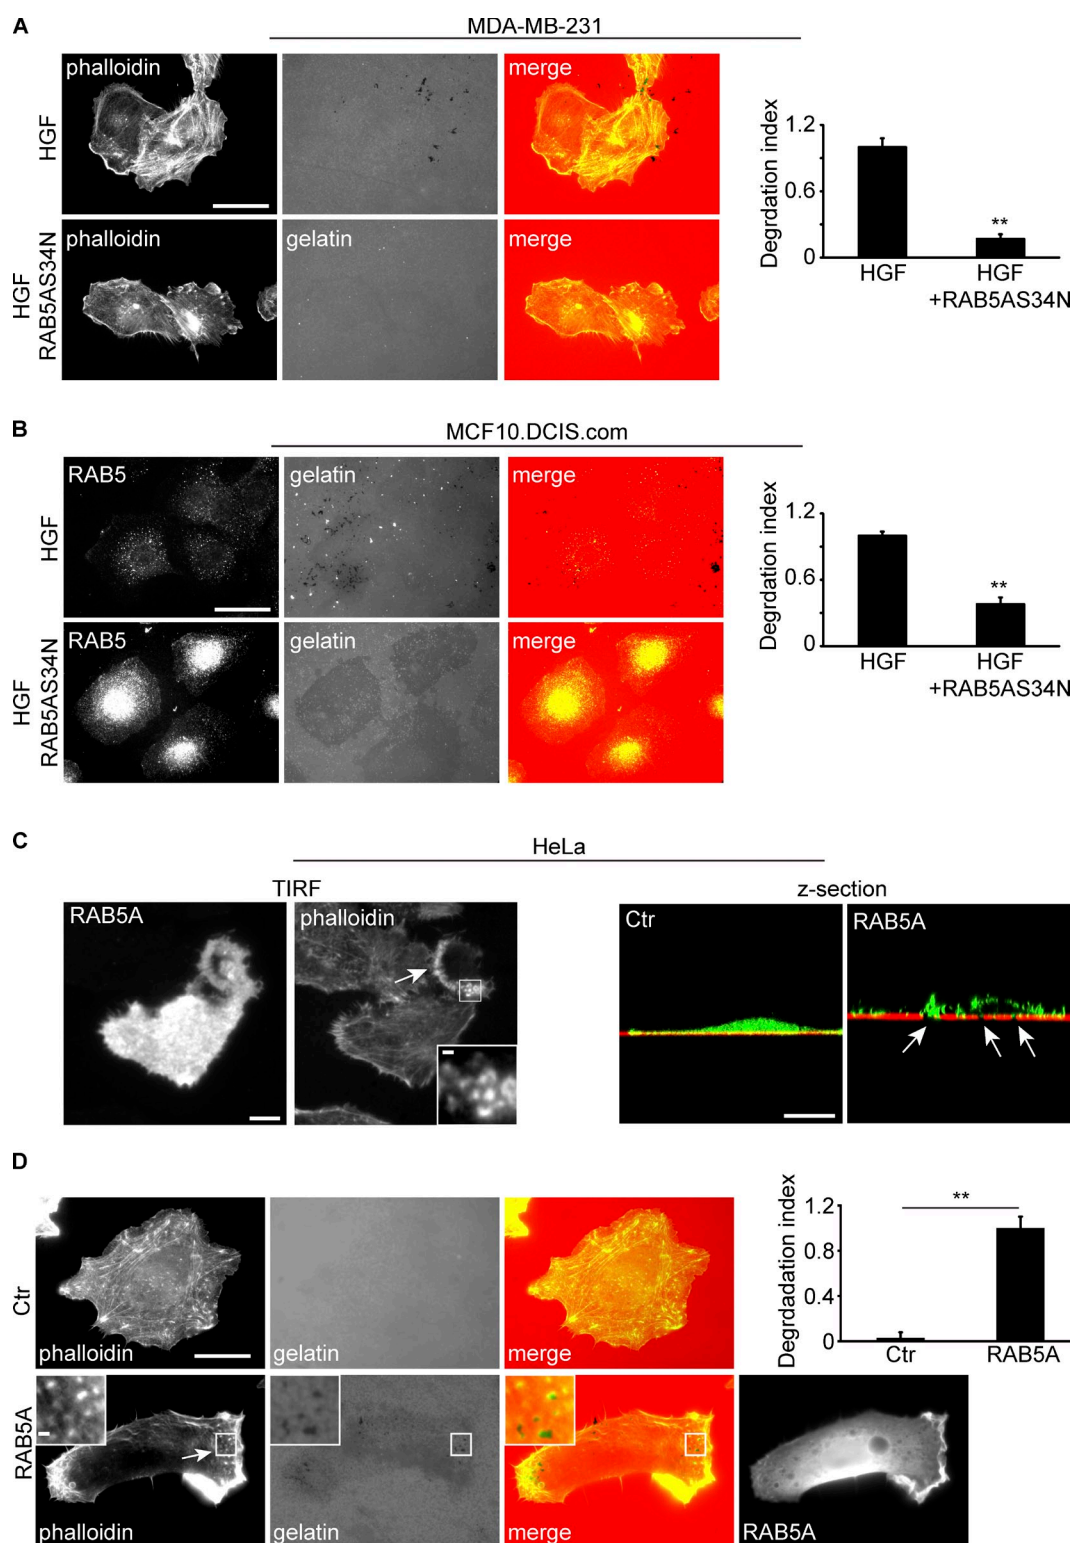 A
MDA-MB-231
HGF
phalloidin
merge
HGF
RAB5AS34N
phalloidin
gelatin
merge
Degrdation index
1.2
0.6
0
**
HGF
HGF
+RAB5AS34N
B
MCF10.DCIS.com
HGF
RAB5
gelatin
merge
HGF
RAB5AS34N
RAB5
gelatin
merge
Degrdation index
1.2
0.6
0
**
HGF
HGF
+RAB5AS34N
C
HeLa
TIRF
z-section
RAB5A
phalloidin
Ctr
RAB5A
D
Ctr
phalloidin
gelatin
merge
Degrdadation index
1.2
0.8
0.4
0
**
Ctr
RAB5A
RAB5A
phalloidin
gelatin
merge
RAB5A